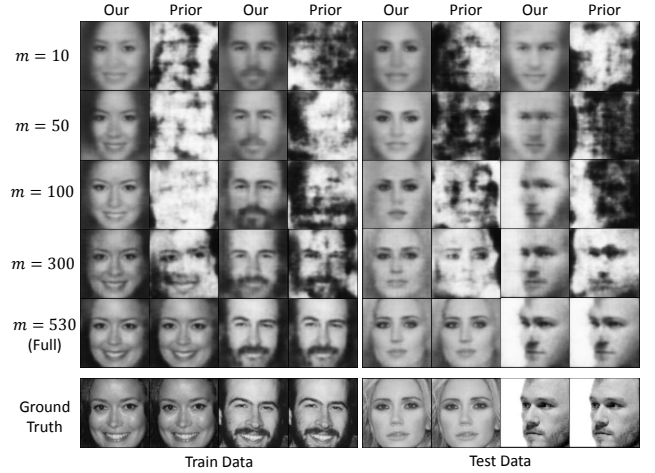 Our Prior Our Prior Our Prior Our Prior
m = 10
m = 50
m = 100
m = 300
m = 530
(Full)
Ground
Truth
Train Data Test Data